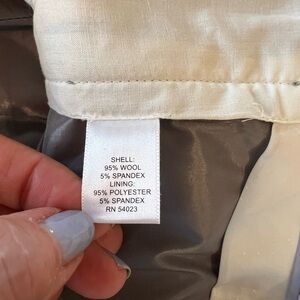 SHELL:
95% WOOL
5% SPANDEX
LINING:
95% POLYESTER
5% SPANDEX
RN 54023